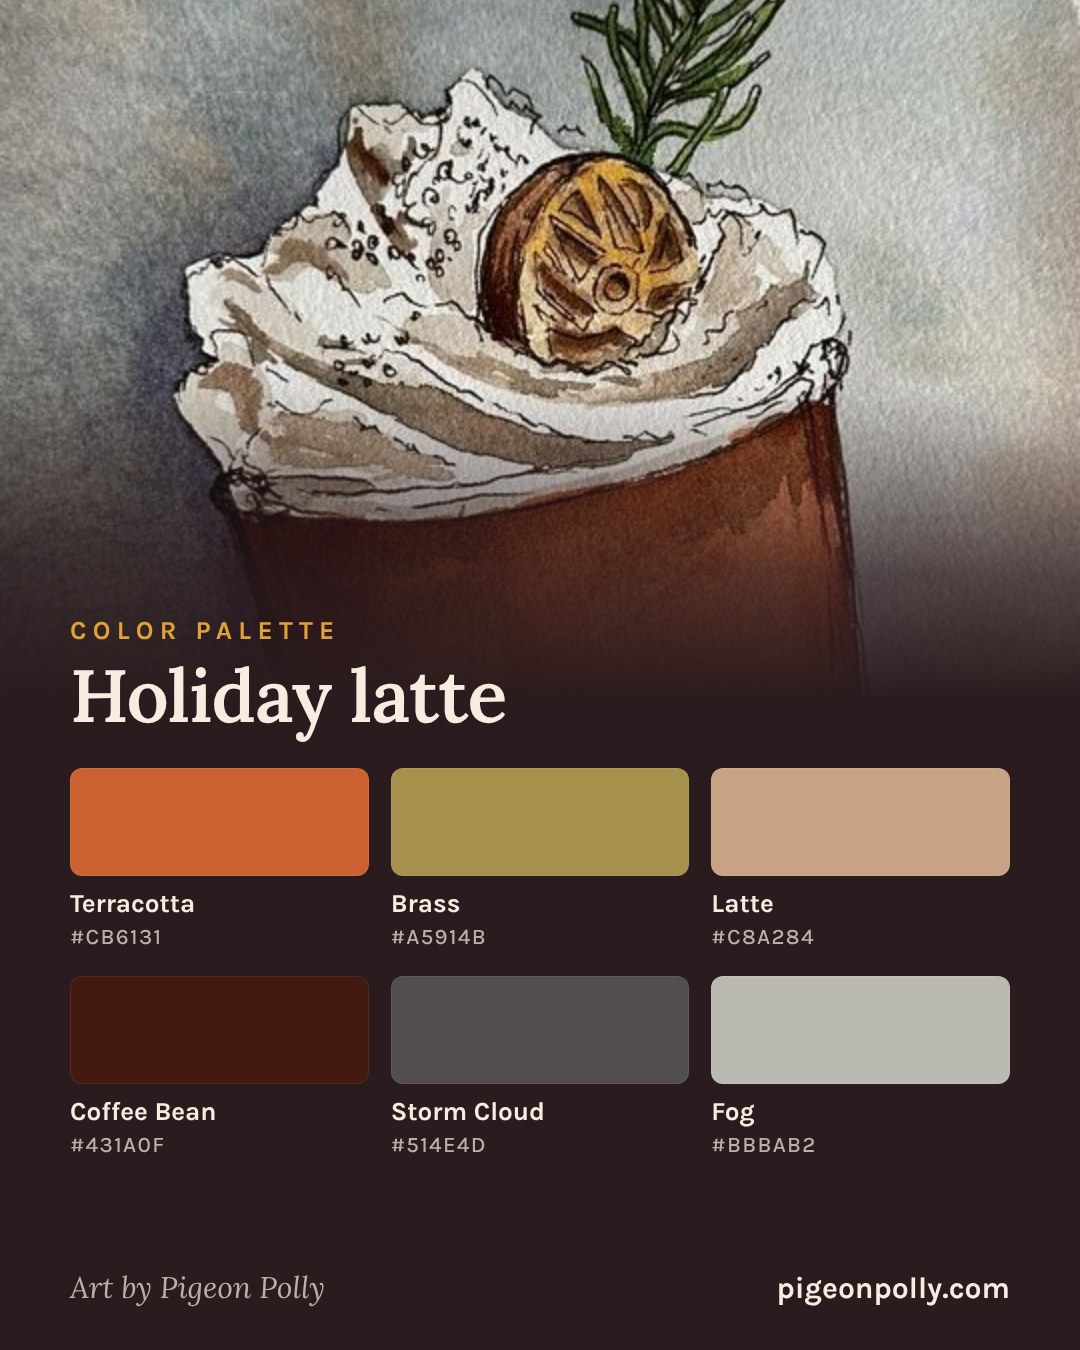 COLOR PALETTE
Holiday latte
Terracotta
#CB6131
Brass
#A5914B
Latte
#C8A284
Coffee Bean
#431A0F
Storm Cloud
#514E4D
Fog
#BBBAB2
Art by Pigeon Polly
pigeonpolly.com